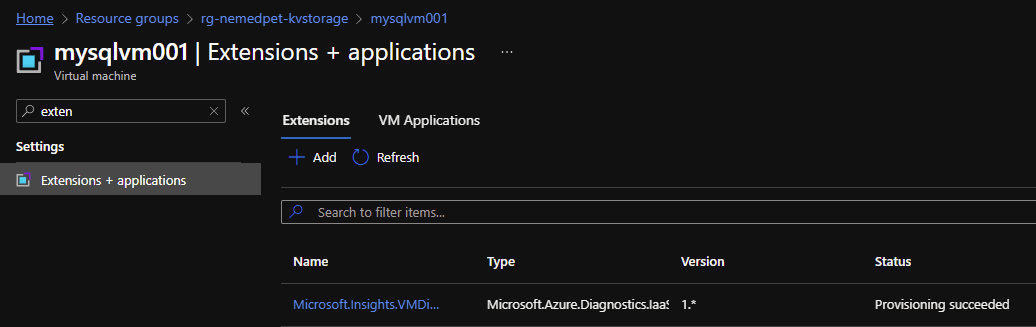 Home > Resource groups > rg-nemedpet-kvstorage > mysqlvm001
mysqlvm001 | Extensions + applications ...
Virtual machine
exten
Settings
Extensions + applications
Extensions VM Applications
Add Refresh
Search to filter items...
Name Type Version Status
Microsoft.Insights.VMDi... Microsoft.Azure.Diagnostics.IaaS 1.* Provisioning succeeded